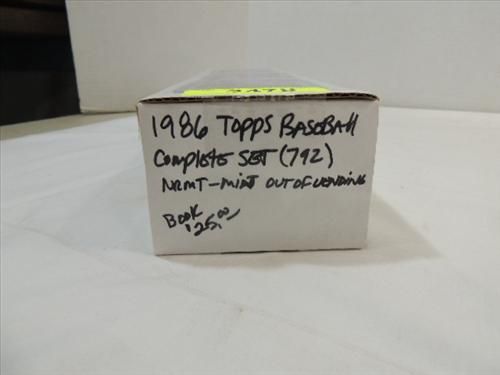 1986 TOPPS BASEBALL
COMPLETE SET (792)
NRMT-MINT OUT OF VENDING
BOOK
$25.00